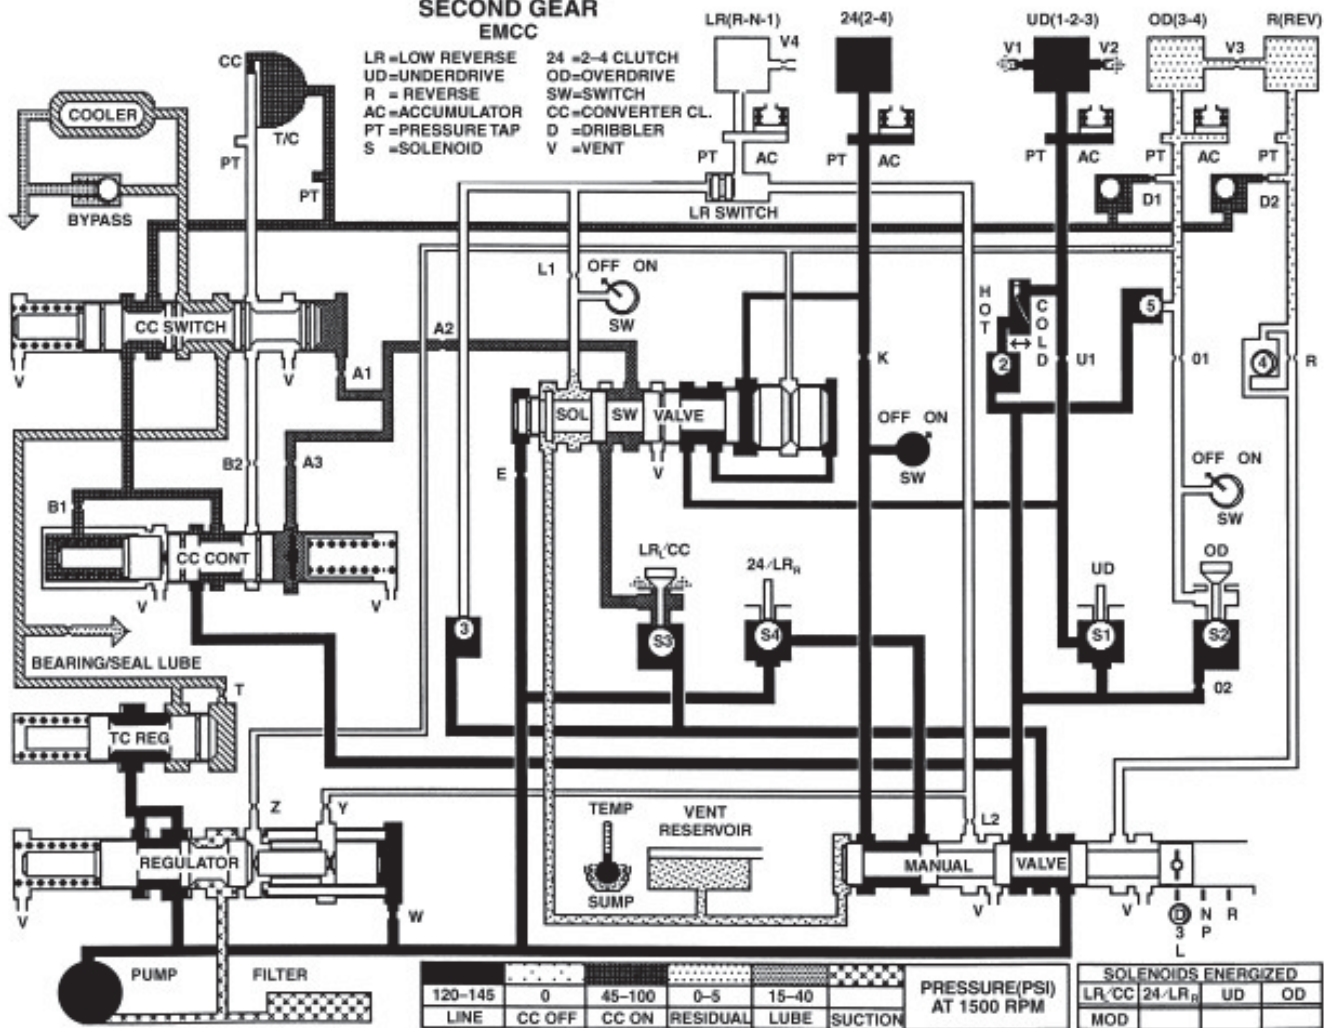 SECOND GEAR
EMCC
LR =LOW REVERSE
UD=UNDERDRIVE
R = REVERSE
AC=ACCUMULATOR
PT =PRESSURE TAP
S =SOLENOID
24 =2–4 CLUTCH
OD=OVERDRIVE
SW=SWITCH
CC=CONVERTER CL.
D =DRIBBLER
V =VENT
LR(R-N-1)
24(2-4)
UD(1-2-3)
OD(3-4)
R(REV)
V4
V1
V2
V3
CC
COOLER
T/C
PT
PT
BYPASS
PT
AC
PT
AC
PT
AC
PT
AC
PT
LR SWITCH
D1
D2
L1
OFF ON
SW
HOT
COLD
5
CC SWITCH
A2
V
V
A1
K
2
U1
01
4
R
SOL
SW
VALVE
OFF ON
SW
V
E
B2
A3
OFF ON
SW
B1
CC CONT
V
V
LR/CC
24/LRR
UD
OD
3
S3
S4
S1
S2
02
BEARING/SEAL LUBE
T
TC REG
Z
Y
TEMP
VENT
RESERVOIR
L2
REGULATOR
SUMP
MANUAL
VALVE
V
W
V
V
D
N
R
3
P
L
PUMP
FILTER
120–145
0
45–100
0–5
15–40
LINE
CC OFF
CC ON
RESIDUAL
LUBE
SUCTION
PRESSURE(PSI)
AT 1500 RPM
SOLENOIDS ENERGIZED
LR/CC
24/LRR
UD
OD
MOD